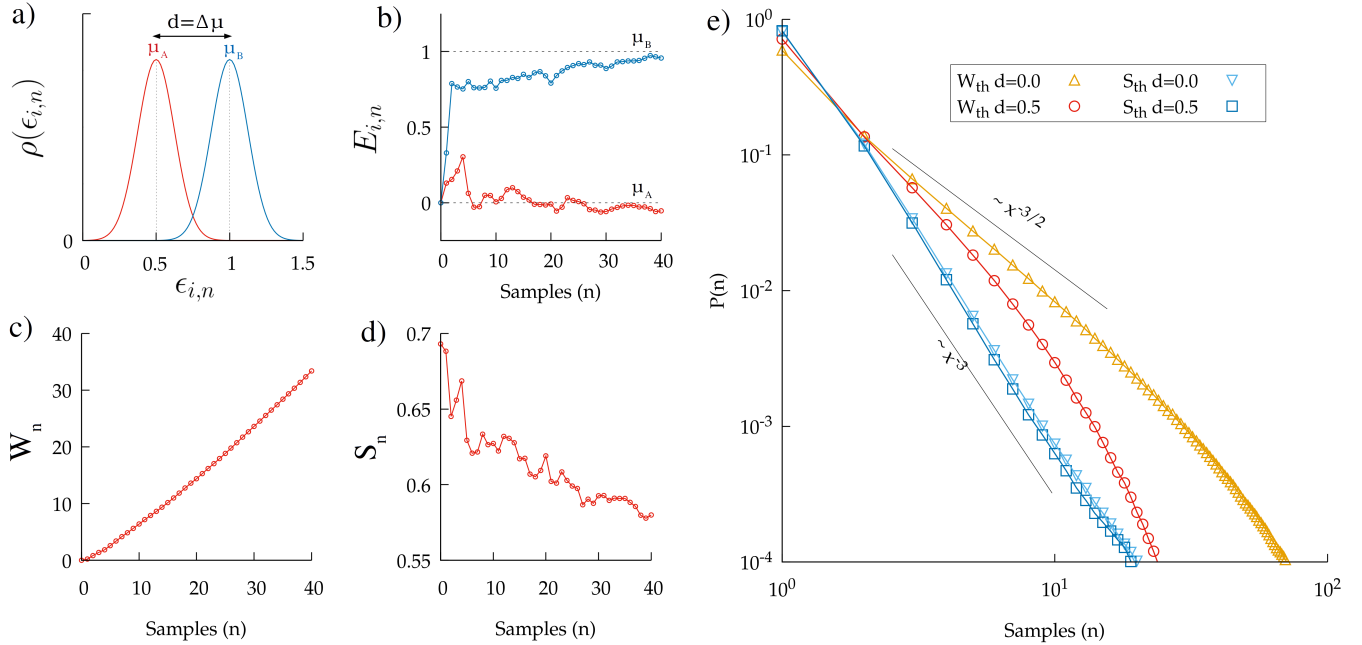 a)
d=Δμ
μA
μB
ρ(ϵi,n)
0
0
0.5
1
1.5
ϵi,n
b)
μB
1
0.5
0
μA
Ei,n
0
10
20
30
40
Samples (n)
c)
40
30
20
10
0
Wn
0
10
20
30
40
Samples (n)
d)
0.7
0.65
0.6
0.55
Sn
0
10
20
30
40
Samples (n)
e)
10^0
10^-1
10^-2
10^-3
10^-4
P(n)
Wth d=0.0
Sth d=0.0
Wth d=0.5
Sth d=0.5
~ x^-3/2
~ x^-3
10^0
10^1
10^2
Samples (n)